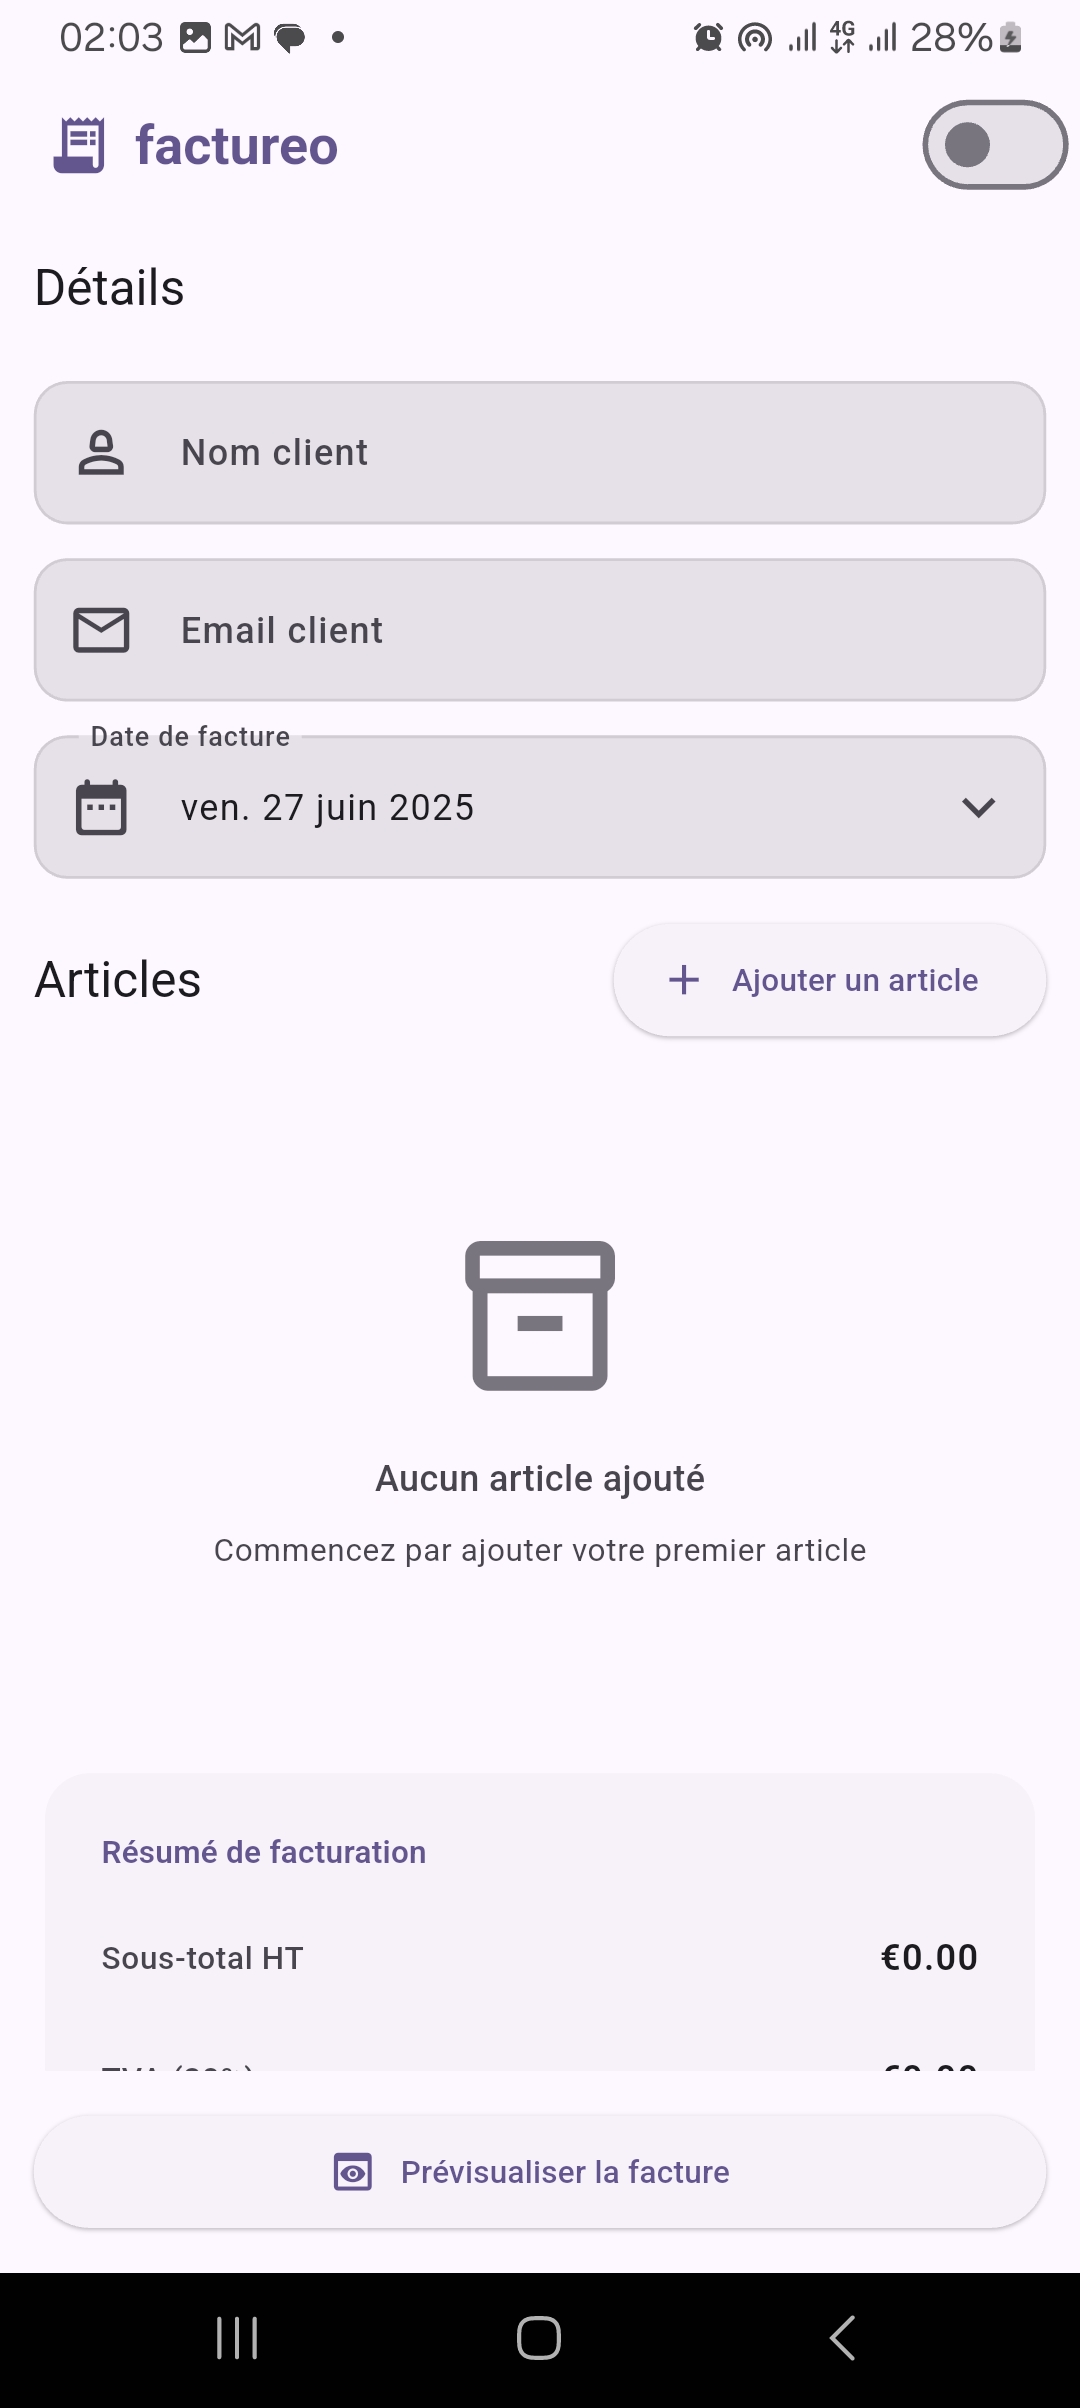 02:03
4G
28%
factureo
Détails
Nom client
Email client
Date de facture
ven. 27 juin 2025
Articles
Ajouter un article
Aucun article ajouté
Commencez par ajouter votre premier article
Résumé de facturation
Sous-total HT €0.00
Prévisualiser la facture